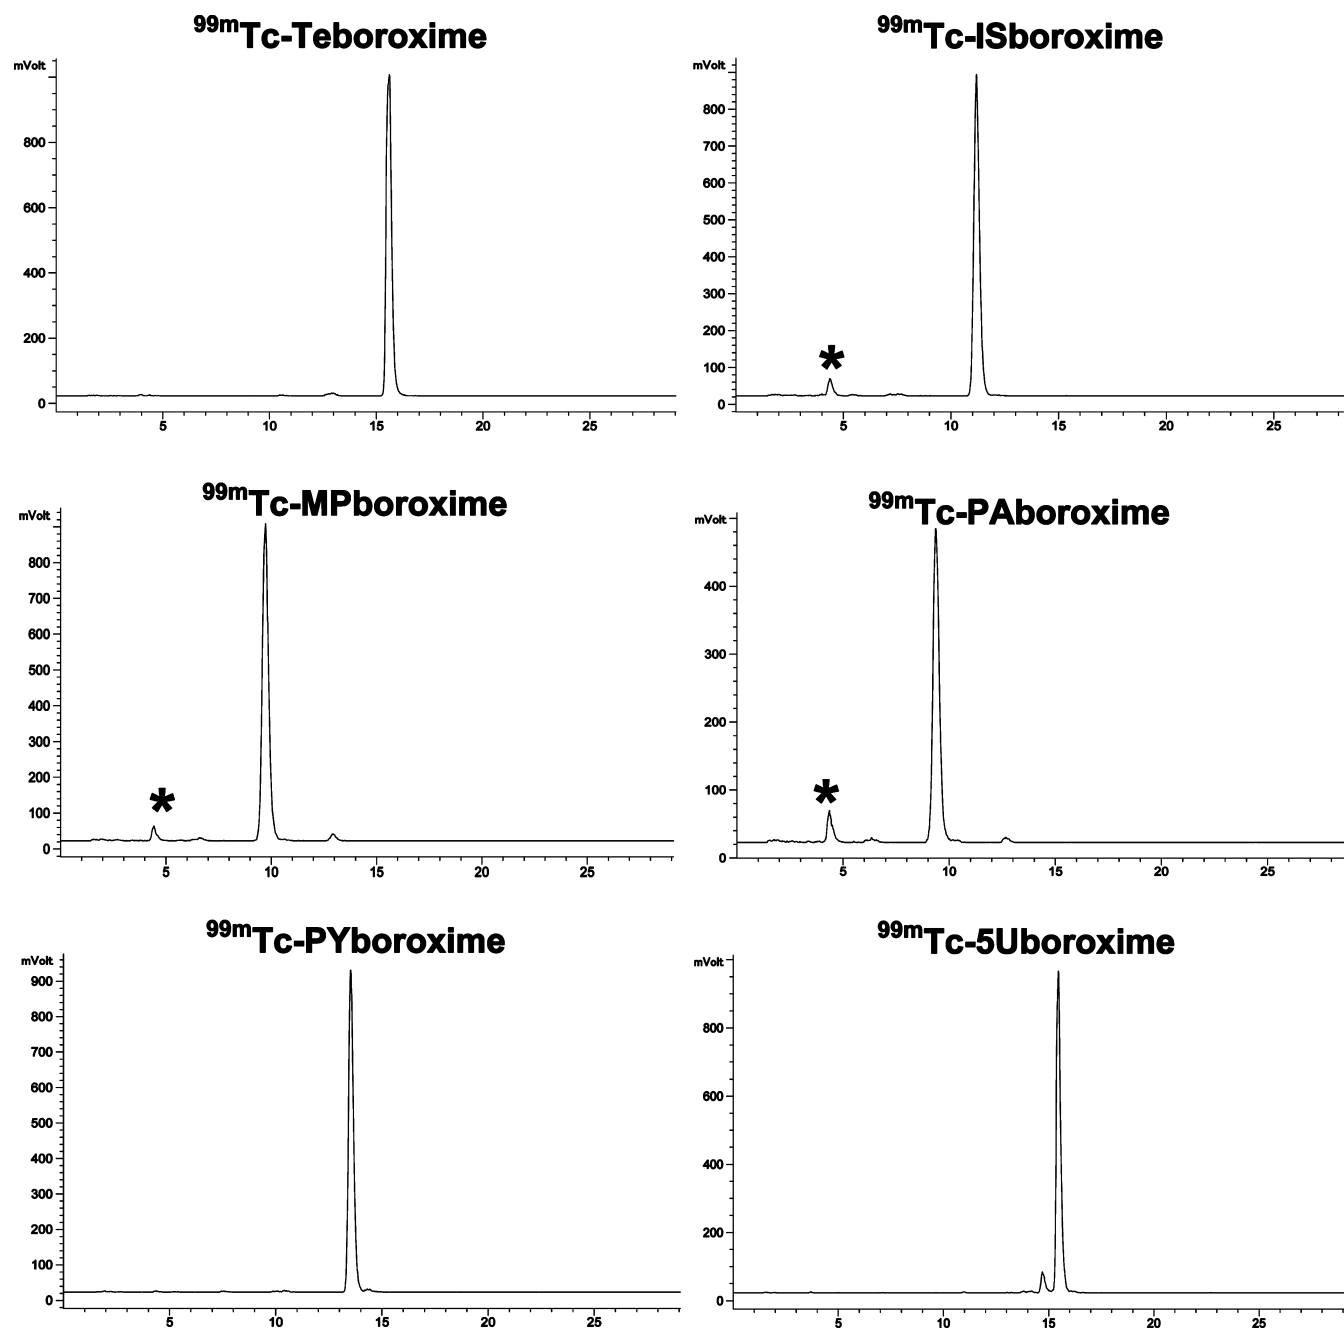 99mTc-Teboroxime
mVolt
800
600
400
200
0
5 10 15 20 25
99mTc-ISboroxime
mVolt
800
700
600
500
400
300
200
100
0
*
5 10 15 20 25
99mTc-MPboroxime
mVolt
800
700
600
500
400
300
200
100
0
*
5 10 15 20 25
99mTc-PAboroxime
mVolt
400
300
200
100
0
*
5 10 15 20 25
99mTc-PYboroxime
mVolt
900
800
700
600
500
400
300
200
100
0
5 10 15 20 25
99mTc-5Uboroxime
mVolt
800
600
400
200
0
5 10 15 20 25